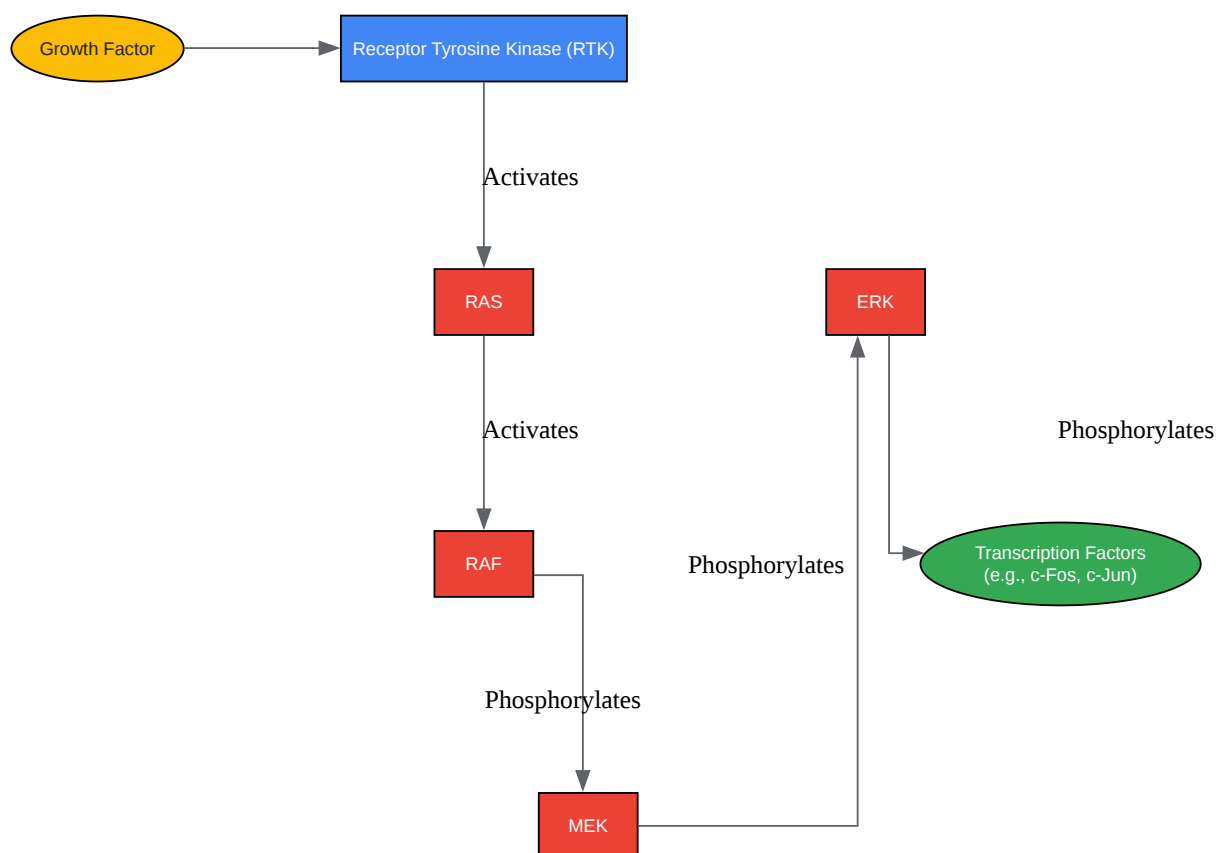 Growth Factor
Receptor Tyrosine Kinase (RTK)
Activates
RAS
ERK
Activates
Phosphorylates
RAF
Phosphorylates
Transcription Factors
(e.g., c-Fos, c-Jun)
Phosphorylates
MEK